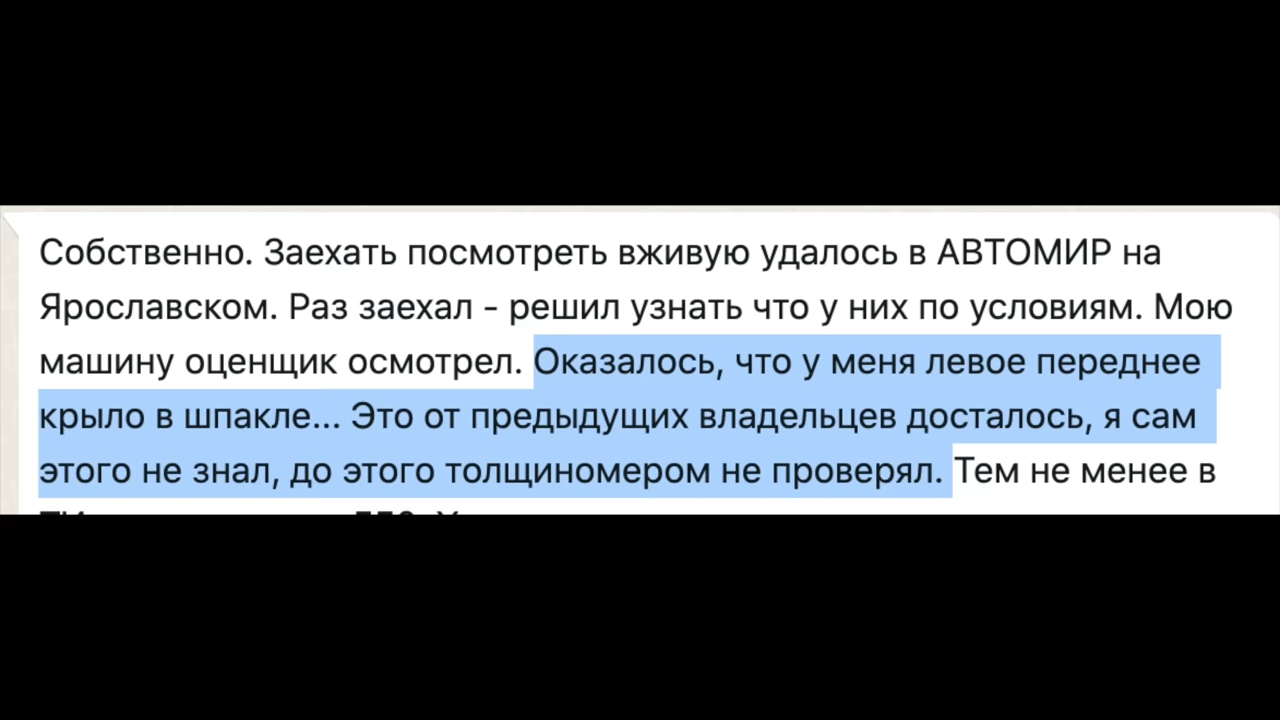 Собственно. Заехать посмотреть вживую удалось в АВТОМИР на
Ярославском. Раз заехал - решил узнать что у них по условиям. Мою
машину оценщик осмотрел. Оказалось, что у меня левое переднее
крыло в шпакле... Это от предыдущих владельцев досталось, я сам
этого не знал, до этого толщиномером не проверял. Тем не менее в